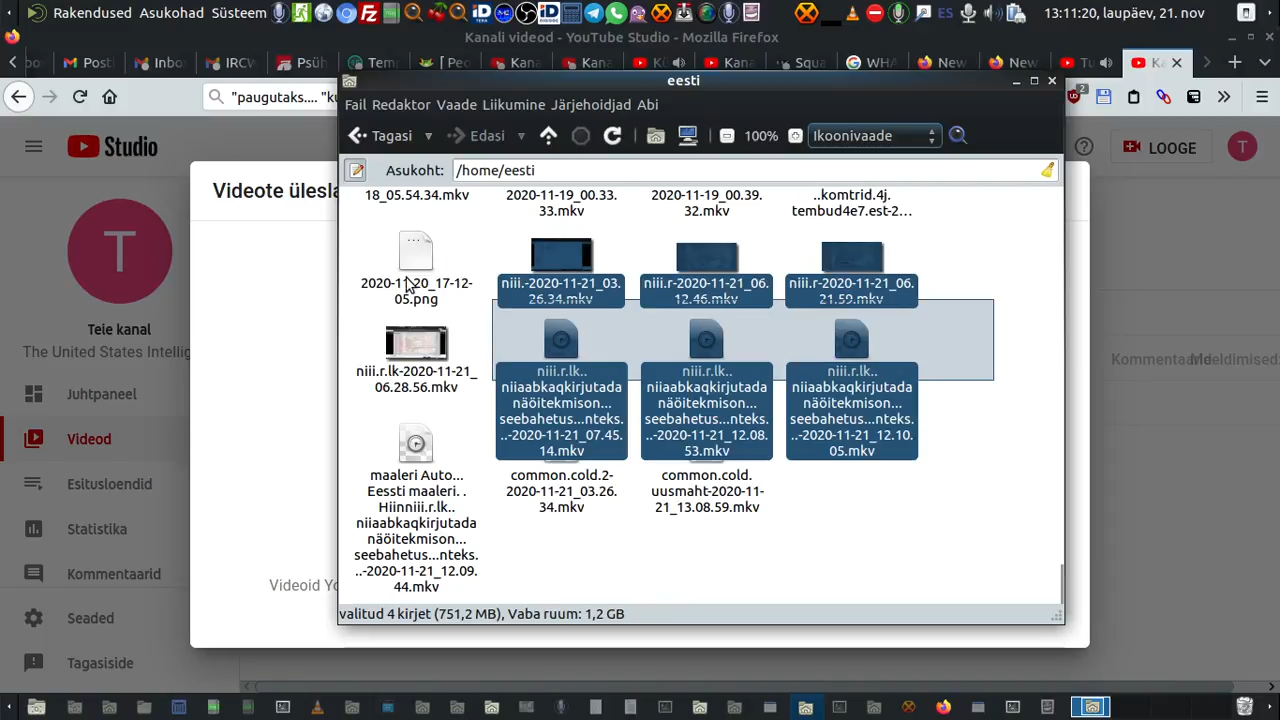 Rakendused Asukohad Süsteem
ES
13:11:20, laupäev, 21. nov
Kanali videod - YouTube Studio - Mozilla Firefox
Posti
Inbo
IRCW
Psüh
Kana
Kana
Kana
Squa
WHA
New
New
"paugutaks....
2
Studio
LOOGE
T
Videote üles
T
Teie kanal
The United States Intellig
Juhtpaneel
Videod
Esitusloendid
Statistika
Kommentaarid
Seaded
Tagasiside
eesti
Fail Redaktor Vaade Liikumine Järjehoidjad Abi
Tagasi
Edasi
100%
Ikoonivaade
Asukoht:
/home/eesti
18_05.54.34.mkv
2020-11-19_00.33.
33.mkv
2020-11-19_00.39.
32.mkv
..komtrid.4j.
tembud4e7.est-2...
2020-11-20_17-12-
05.png
niii.-2020-11-21_03.
26.34.mkv
niii.r-2020-11-21_06.
12.46.mkv
niii.r-2020-11-21_06.
21.59.mkv
niii.r.lk-2020-11-21_
06.28.56.mkv
niii.r.lk..
niiaabkaqkirjutada
näöitekmison...
seebahetus...nteks.
..-2020-11-21_07.45.
14.mkv
niii.r.lk..
niiaabkaqkirjutada
näöitekmison...
seebahetus...nteks.
..-2020-11-21_12.08.
53.mkv
niii.r.lk..
niiaabkaqkirjutada
näöitekmison...
seebahetus...nteks.
..-2020-11-21_12.10.
05.mkv
maaleri Auto...
Eessti maaleri. .
Hiinniii.r.lk..
niiaabkaqkirjutada
näöitekmison...
seebahetus...nteks.
..-2020-11-21_12.09.
44.mkv
common.cold.2-
2020-11-21_03.26.
34.mkv
common.cold.
uusmaht-2020-11-
21_13.08.59.mkv
Videoid Yo
valitud 4 kirjet (751,2 MB), Vaba ruum: 1,2 GB